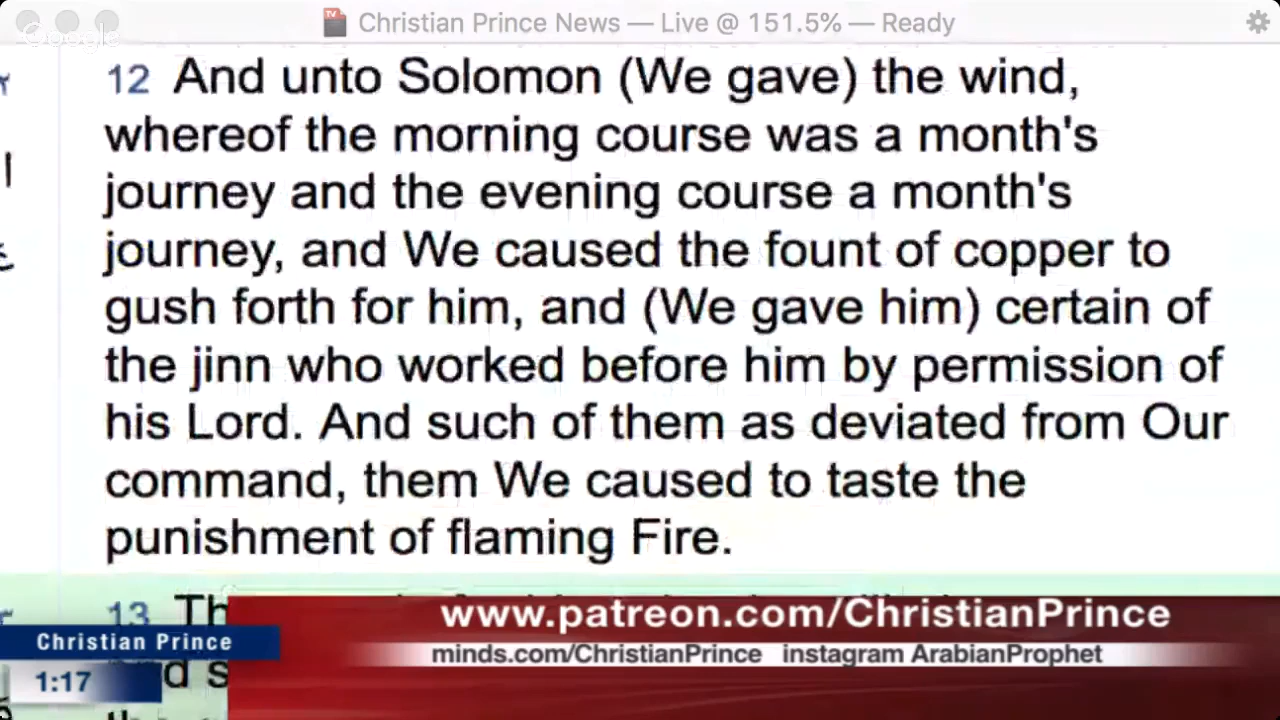 Christian Prince News — Live @ 151.5% — Ready
Google
12 And unto Solomon (We gave) the wind,
whereof the morning course was a month's
journey and the evening course a month's
journey, and We caused the fount of copper to
gush forth for him, and (We gave him) certain of
the jinn who worked before him by permission of
his Lord. And such of them as deviated from Our
command, them We caused to taste the
punishment of flaming Fire.
13
www.patreon.com/ChristianPrince
Christian Prince
minds.com/ChristianPrince instagram ArabianProphet
1:17